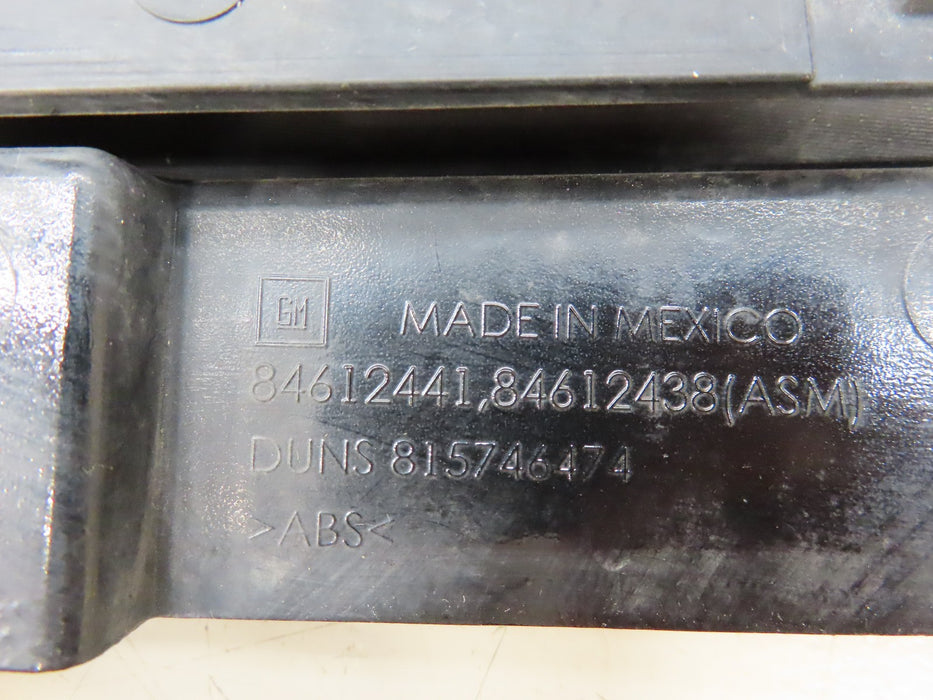 GM MADE IN MEXICO
84612441,84612438(ASM)
DUNS 815746474
>ABS<